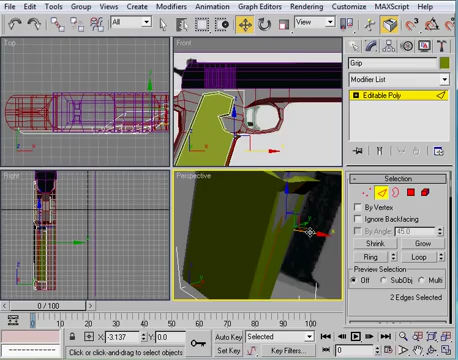 Edit Tools Group Views Create Modifiers Animation Graph Editors Rendering Customize MAXScript Help
All View 3
Top Front
Right Perspective
Grip
Modifier List
Editable Poly
Selection
By Vertex
Ignore Backfacing
By Angle: 45.0
Shrink Grow
Ring Loop
Preview Selection
Off SubObj Multi
2 Edges Selected
0 / 100
0 10 20 30 40 50 60 70 80 90 100
X -3.137 Y 0.0 Auto Key Selected
Click or click-and-drag to select objects Set Key Key Filters...